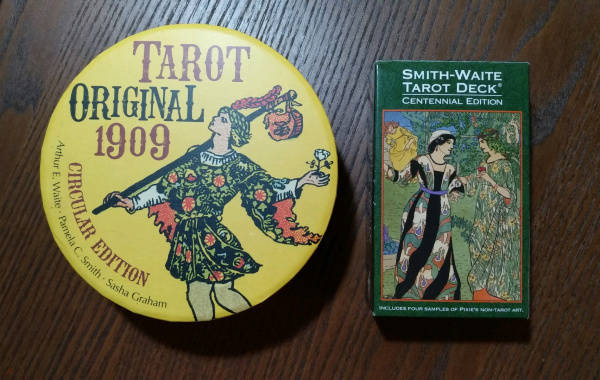 TAROT
ORIGINAL
1909
CIRCULAR EDITION
Arthur E. Waite · Pamela C. Smith · Sasha Graham
SMITH-WAITE
TAROT DECK®
CENTENNIAL EDITION
INCLUDES FOUR SAMPLES OF PIXIE'S NON-TAROT ART.